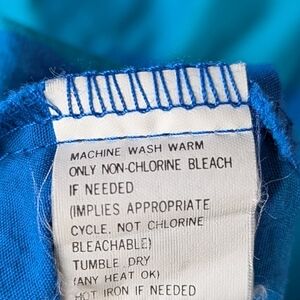 MACHINE WASH WARM
ONLY NON-CHLORINE BLEACH
IF NEEDED
(IMPLIES APPROPRIATE
CYCLE, NOT CHLORINE
BLEACHABLE)
TUMBLE DRY
(ANY HEAT OK)
HOT IRON IF NEEDED